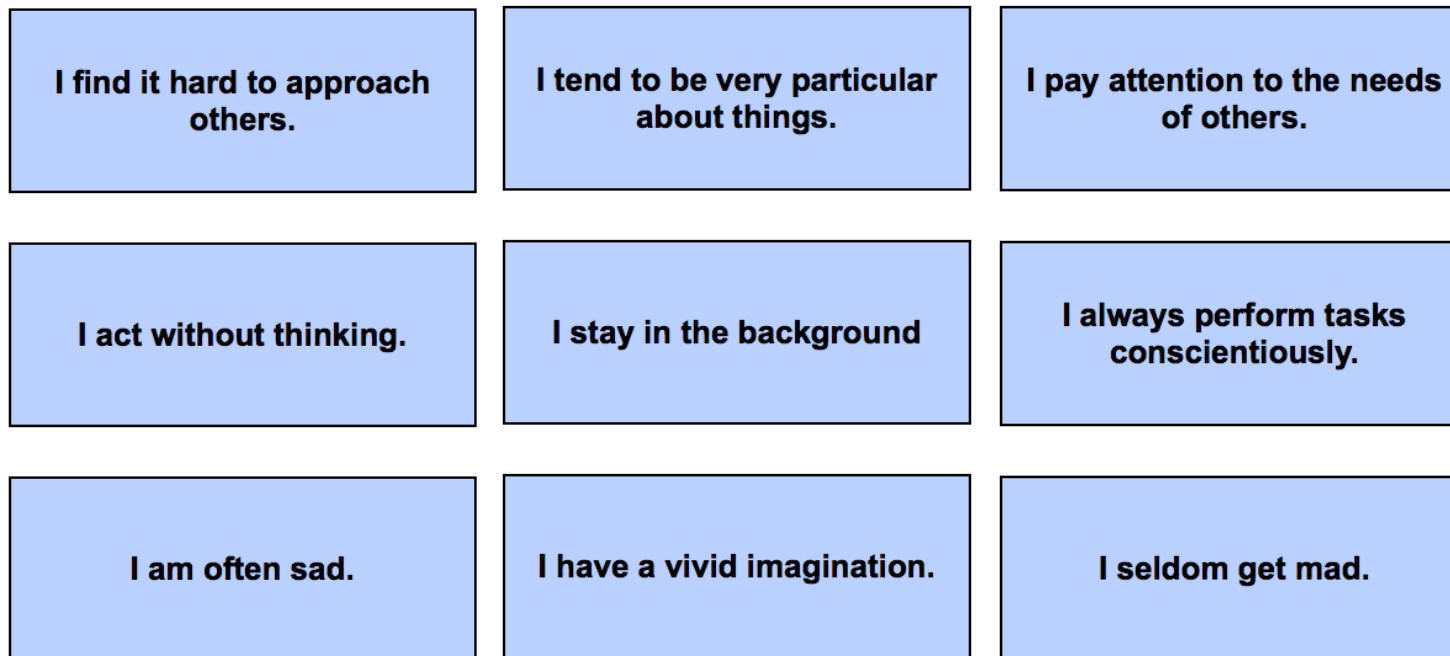 I find it hard to approach
others.
I tend to be very particular
about things.
I pay attention to the needs
of others.
I act without thinking.
I stay in the background
I always perform tasks
conscientiously.
I am often sad.
I have a vivid imagination.
I seldom get mad.